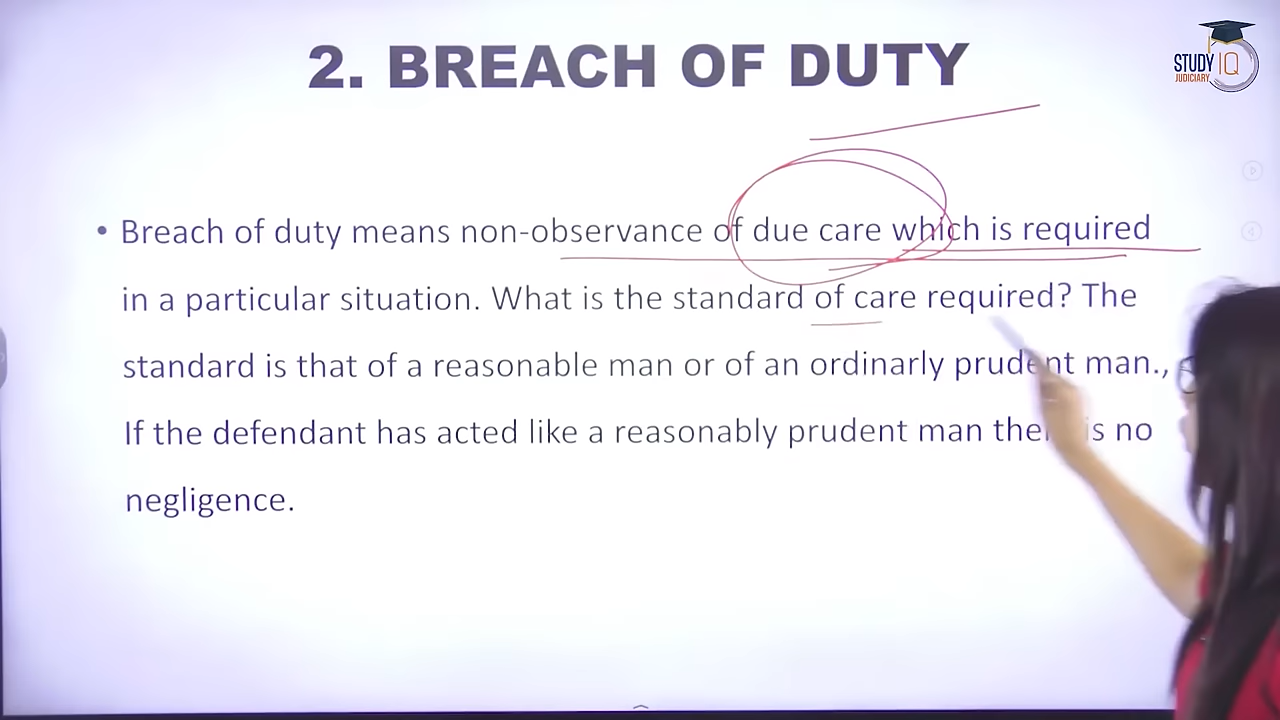 2. BREACH OF DUTY
STUDY IQ
JUDICIARY
• Breach of duty means non-observance of due care which is required
in a particular situation. What is the standard of care required? The
standard is that of a reasonable man or of an ordinarly prudent man.,
If the defendant has acted like a reasonably prudent man is no
negligence.